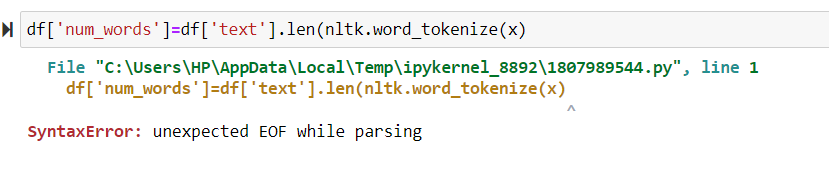 df['num_words']=df['text'].len(nltk.word_tokenize(x)
File "C:\Users\HP\AppData\Local\Temp\ipykernel_8892\1807989544.py", line 1
df['num_words']=df['text'].len(nltk.word_tokenize(x)
^
SyntaxError: unexpected EOF while parsing